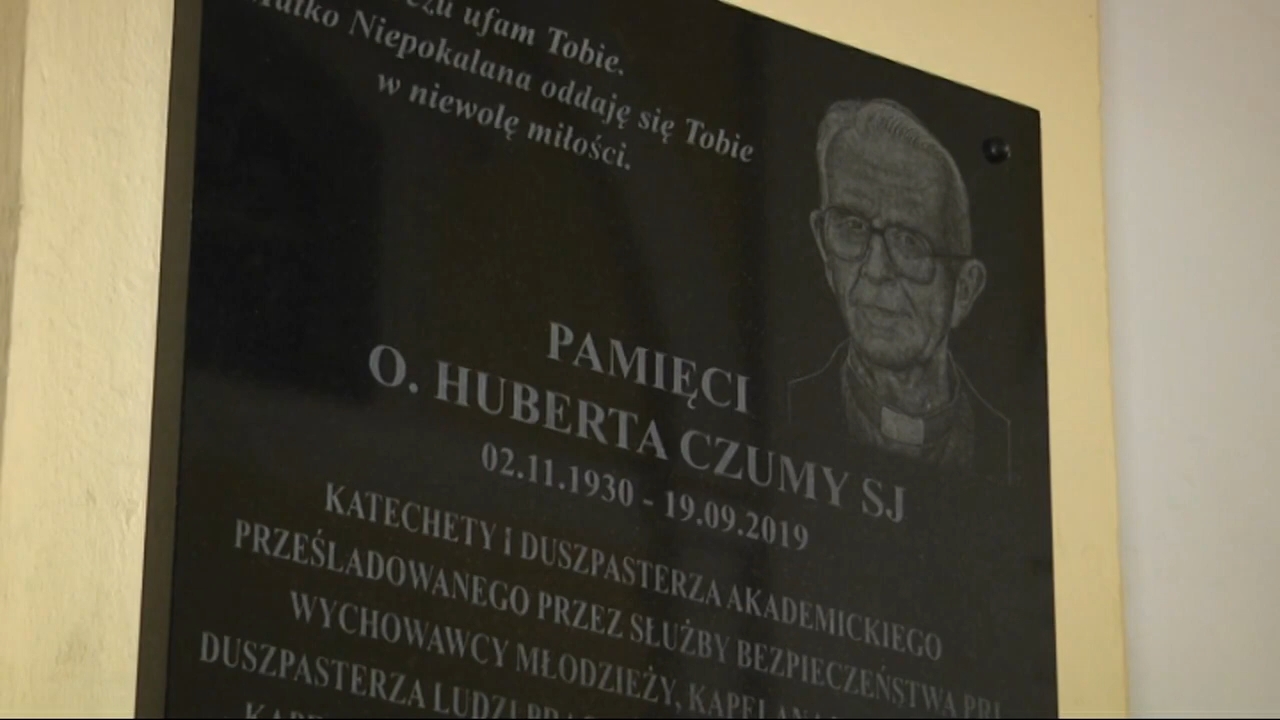 ufam Tobie.
Niepokalana oddaję się Tobie
w niewolę miłości.
PAMIĘCI
O. HUBERTA CZUMY SJ
02.11.1930 - 19.09.2019
KATECHETY I DUSZPASTERZA AKADEMICKIEGO
PRZEŚLADOWANEGO PRZEZ SŁUŻBY BEZPIECZEŃSTWA PRL
WYCHOWAWCY MŁODZIEŻY,
DUSZPASTERZA LUDZI